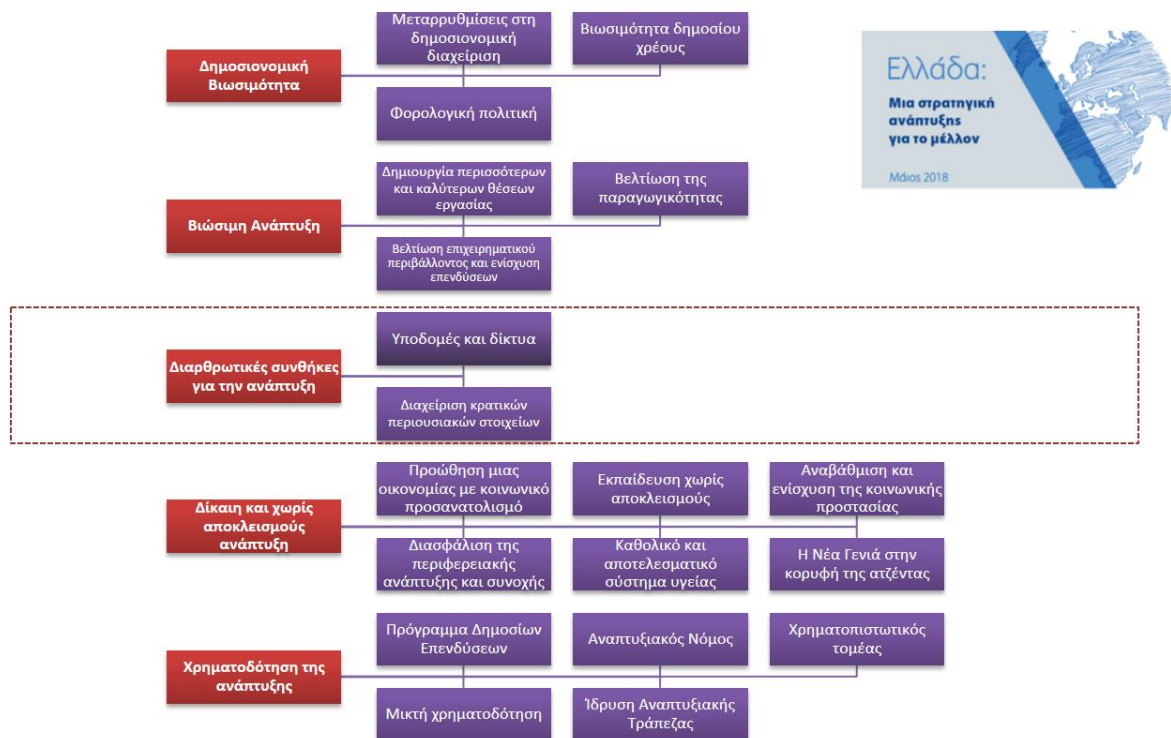 Δημοσιονομική
Βιωσιμότητα
Μεταρρυθμίσεις στη
δημοσιονομική
διαχείριση
Βιωσιμότητα δημοσίου
χρέους
Φορολογική πολιτική
Ελλάδα:
Μια στρατηγική
ανάπτυξης
για το μέλλον
Μάιος 2018
Βιώσιμη Ανάπτυξη
Δημιουργία περισσότερων
και καλύτερων θέσεων
εργασίας
Βελτίωση της
παραγωγικότητας
Βελτίωση επιχειρηματικού
περιβάλλοντος και ενίσχυση
επενδύσεων
Διαρθρωτικές συνθήκες
για την ανάπτυξη
Υποδομές και δίκτυα
Διαχείριση κρατικών
περιουσιακών στοιχείων
Δίκαιη και χωρίς
αποκλεισμούς
ανάπτυξη
Προώθηση μιας
οικονομίας με κοινωνικό
προσανατολισμό
Εκπαίδευση χωρίς
αποκλεισμούς
Αναβάθμιση και
ενίσχυση της κοινωνικής
προστασίας
Διασφάλιση της
περιφερειακής
ανάπτυξης και συνοχής
Καθολικό και
αποτελεσματικό
σύστημα υγείας
Η Νέα Γενιά στην
κορυφή της ατζέντας
Χρηματοδότηση της
ανάπτυξης
Πρόγραμμα Δημοσίων
Επενδύσεων
Αναπτυξιακός Νόμος
Χρηματοπιστωτικός
τομέας
Μικτή χρηματοδότηση
Ίδρυση Αναπτυξιακής
Τράπεζας